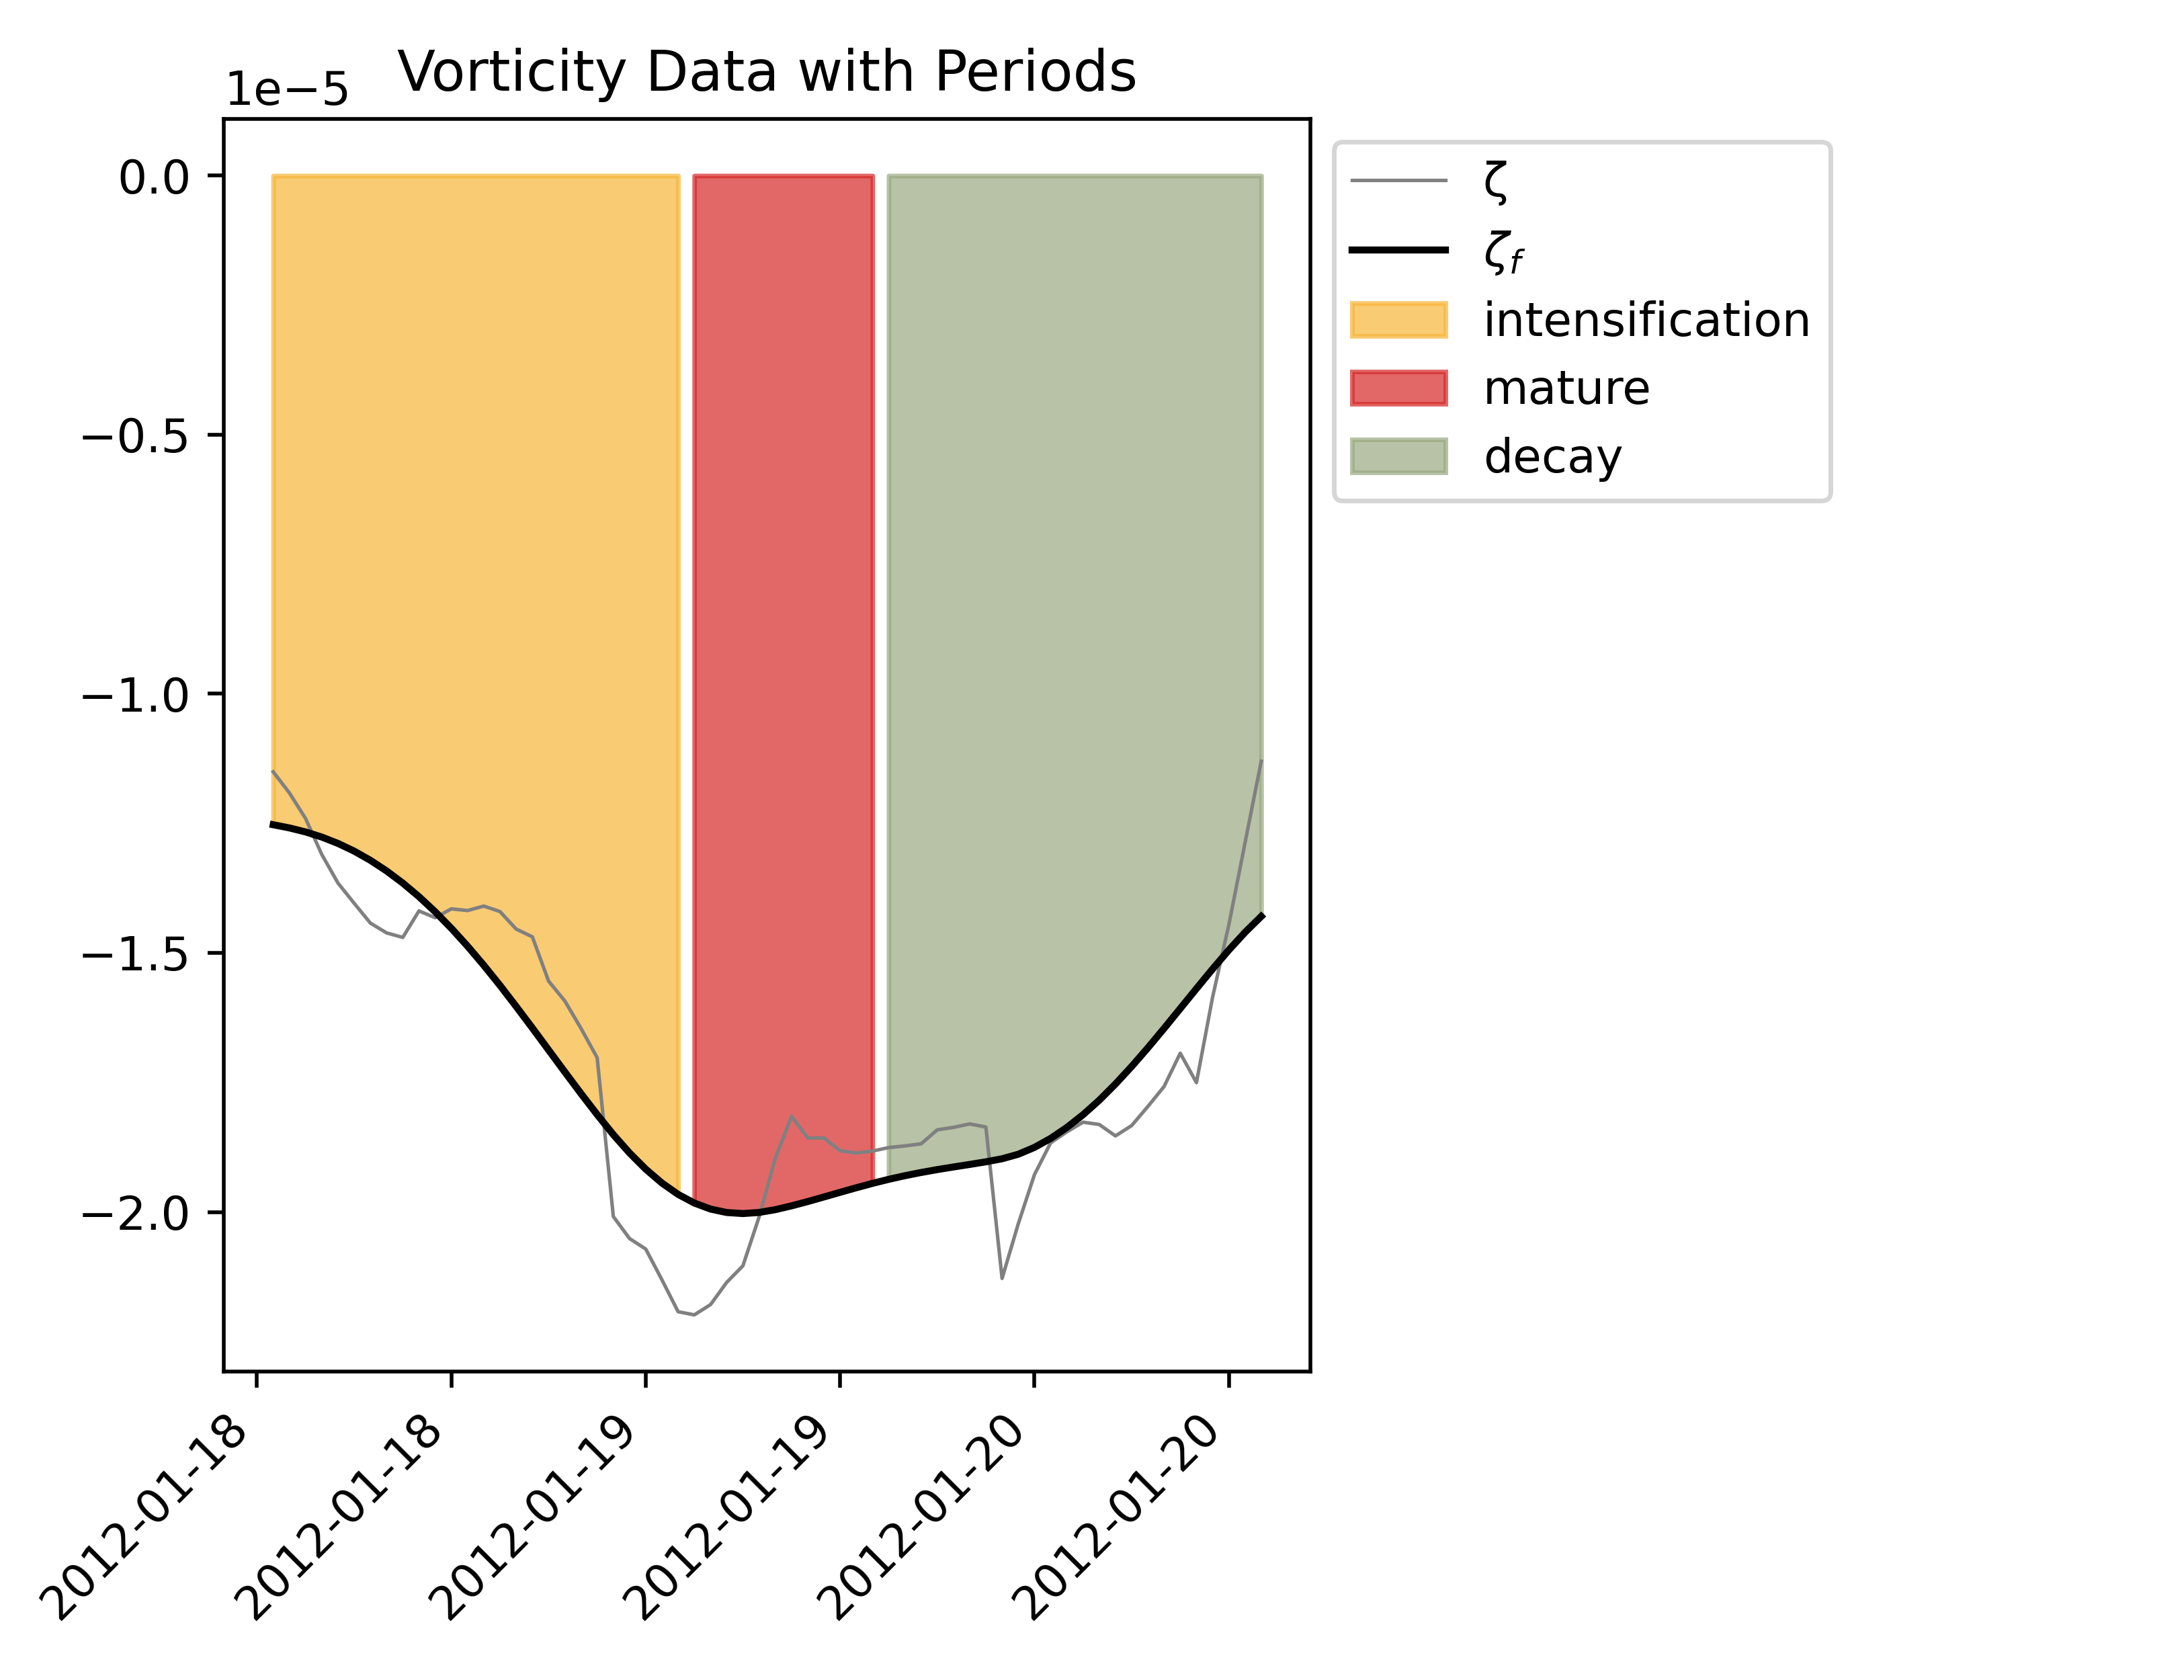 Vorticity Data with Periods
1e−5
0.0
−0.5
−1.0
−1.5
−2.0
2012-01-18
2012-01-18
2012-01-19
2012-01-19
2012-01-20
2012-01-20
ζ
ζf
intensification
mature
decay